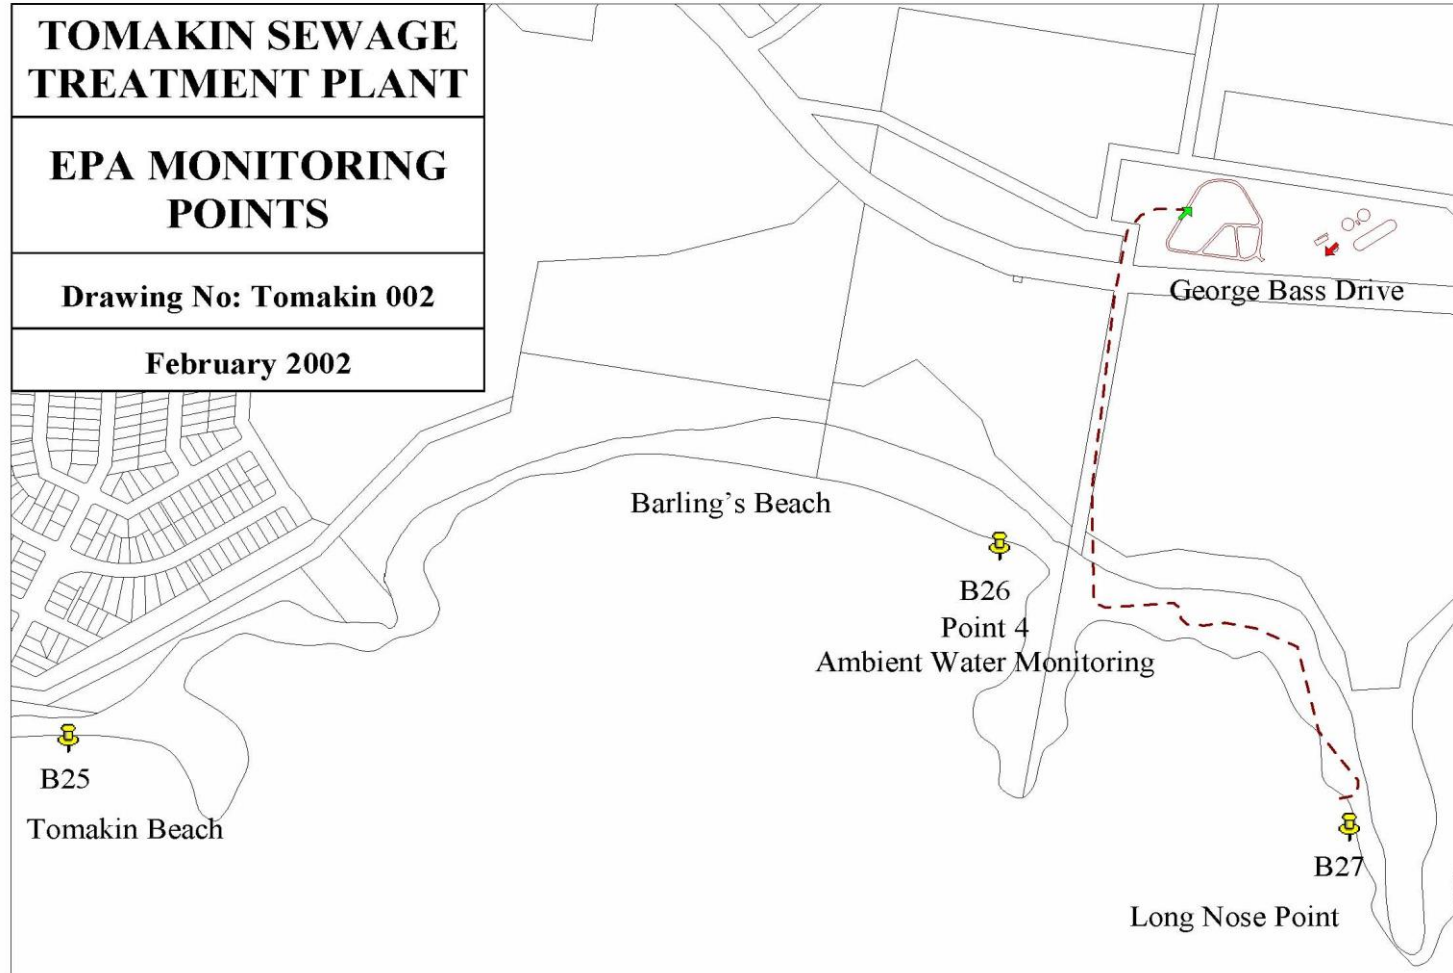 TOMAKIN SEWAGE
TREATMENT PLANT
EPA MONITORING
POINTS
Drawing No: Tomakin 002
February 2002
George Bass Drive
Barling’s Beach
B26
Point 4
Ambient Water Monitoring
B25
Tomakin Beach
B27
Long Nose Point